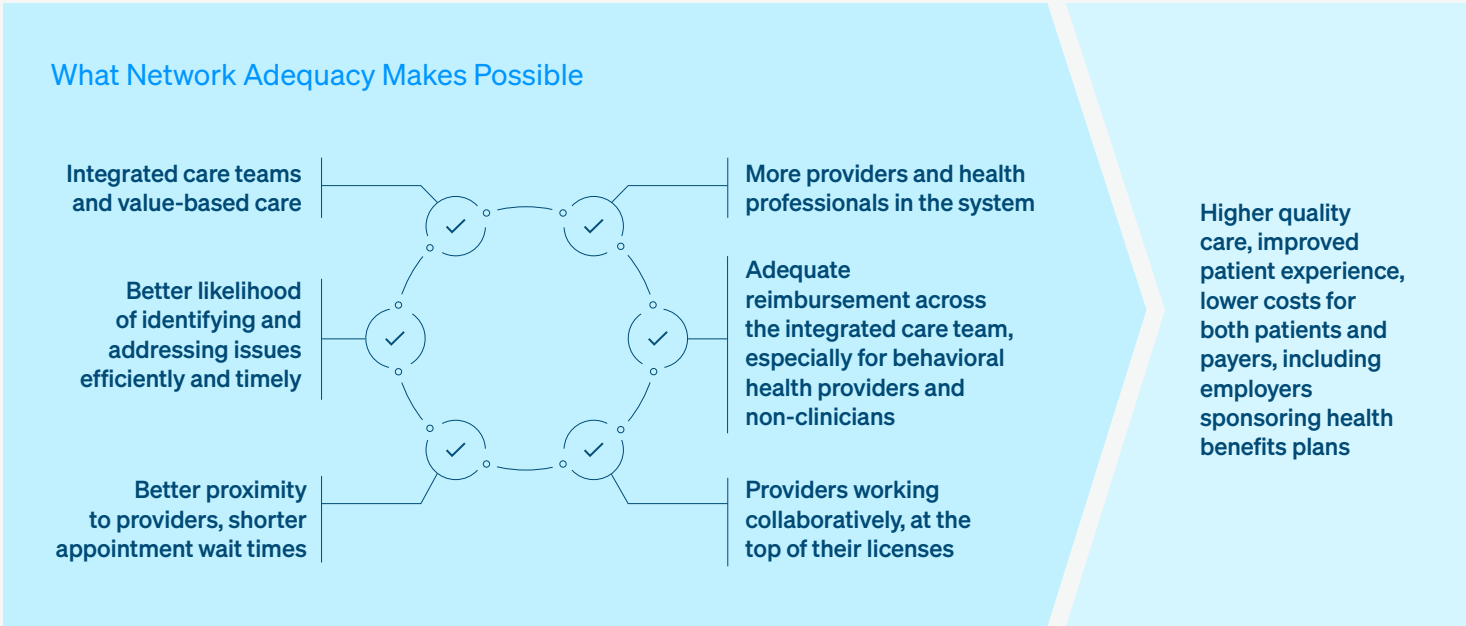 What Network Adequacy Makes Possible
Integrated care teams
and value-based care
Better likelihood
of identifying and
addressing issues
efficiently and timely
Better proximity
to providers, shorter
appointment wait times
More providers and health
professionals in the system
Adequate
reimbursement across
the integrated care team,
especially for behavioral
health providers and
non-clinicians
Providers working
collaboratively, at the
top of their licenses
Higher quality
care, improved
patient experience,
lower costs for
both patients and
payers, including
employers
sponsoring health
benefits plans